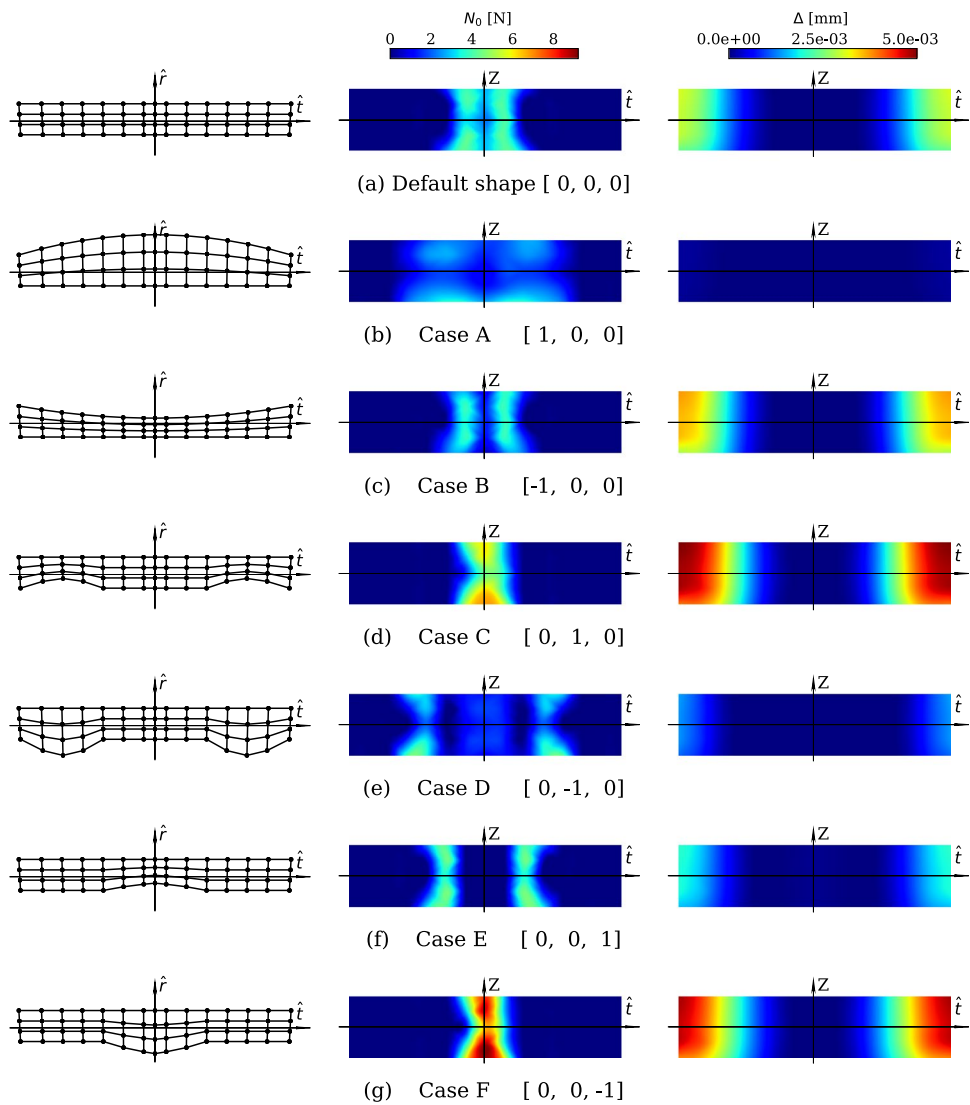 N₀ [N]
0 2 4 6 8
Δ [mm]
0.0e+00 2.5e-03 5.0e-03
r̂ t̂ Z t̂ Z t̂
(a) Default shape [ 0, 0, 0]
r̂ t̂ Z t̂ Z t̂
(b) Case A [ 1, 0, 0]
r̂ t̂ Z t̂ Z t̂
(c) Case B [-1, 0, 0]
r̂ t̂ Z t̂ Z t̂
(d) Case C [ 0, 1, 0]
r̂ t̂ Z t̂ Z t̂
(e) Case D [ 0, -1, 0]
r̂ t̂ Z t̂ Z t̂
(f) Case E [ 0, 0, 1]
r̂ t̂ Z t̂ Z t̂
(g) Case F [ 0, 0, -1]